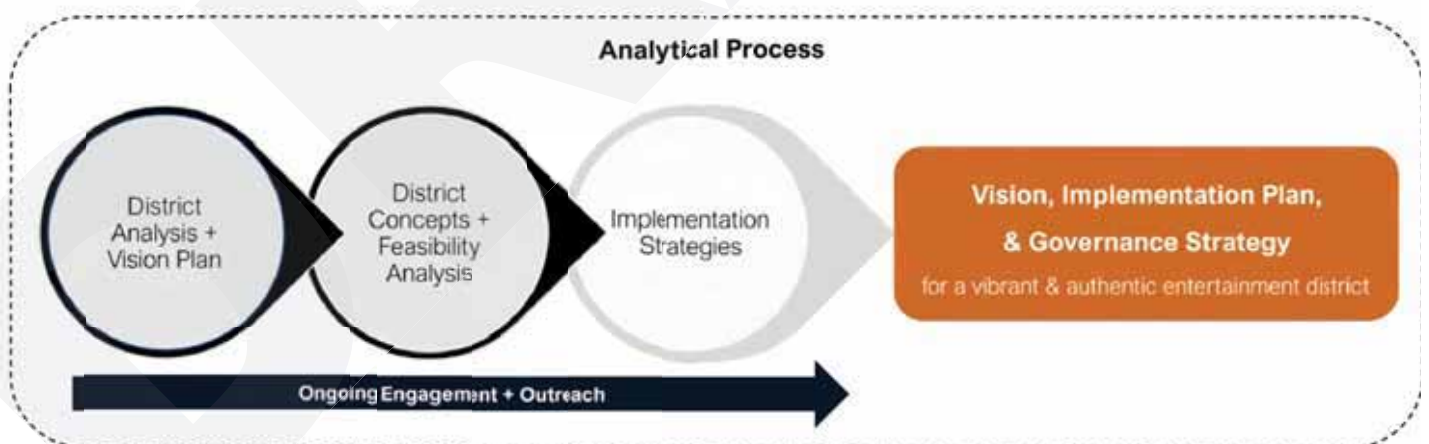 Analytical Process
District
Analysis +
Vision Plan
District
Concepts +
Feasibility
Analysis
Implementation
Strategies
Vision, Implementation Plan,
& Governance Strategy
for a vibrant & authentic entertainment district
Ongoing Engagement + Outreach